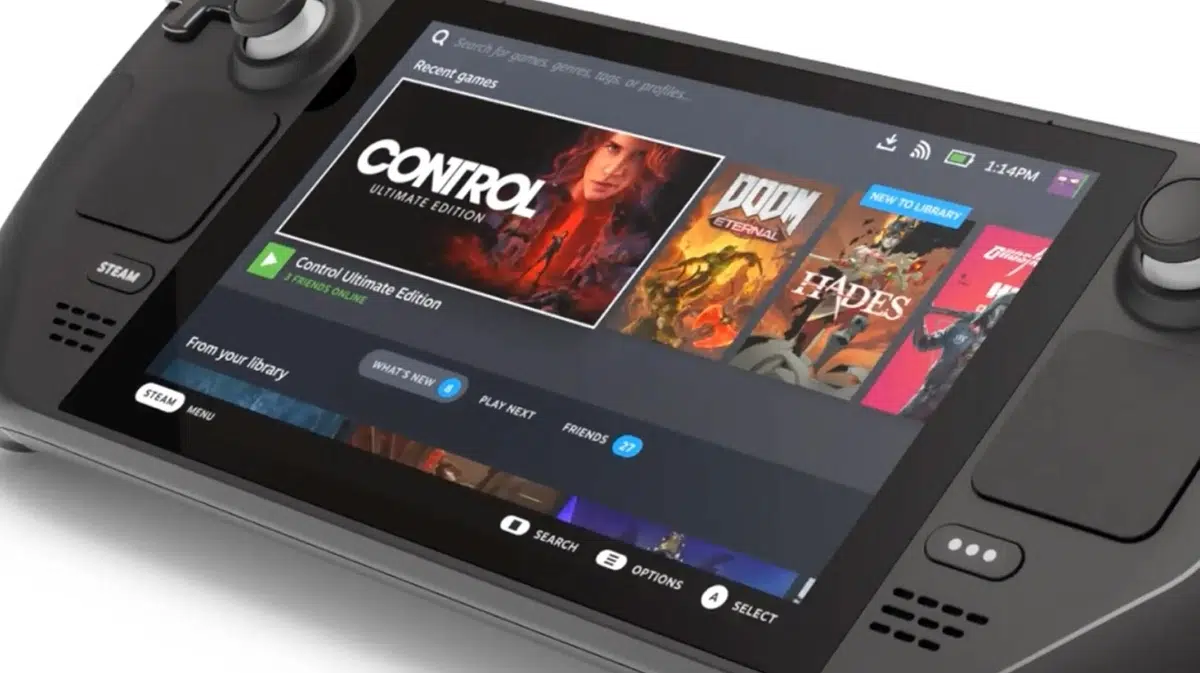 Search for games, genres, tags, or profiles...
Recent games
1:14PM
CONTROL
ULTIMATE EDITION
DOOM
ETERNAL
NEW TO LIBRARY
HADES
Control Ultimate Edition
3 FRIENDS ONLINE
STEAM
From your library
WHAT'S NEW 8
PLAY NEXT
FRIENDS 27
STEAM MENU
SEARCH
OPTIONS
A SELECT